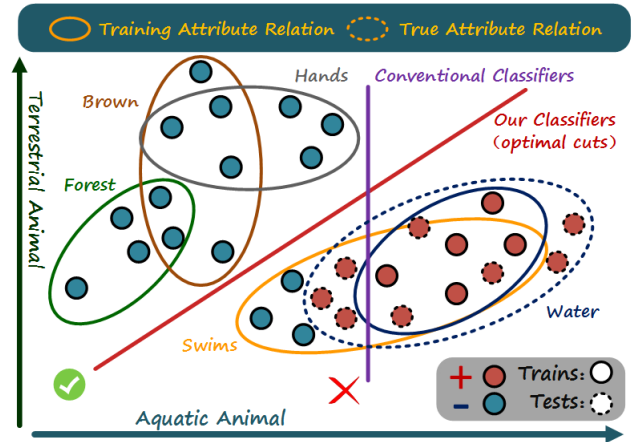 Training Attribute Relation
True Attribute Relation
Hands
Conventional Classifiers
Brown
Our Classifiers
(optimal cuts)
Terrestrial Animal
Forest
Water
Swims
+ Trains:
- Tests:
Aquatic Animal